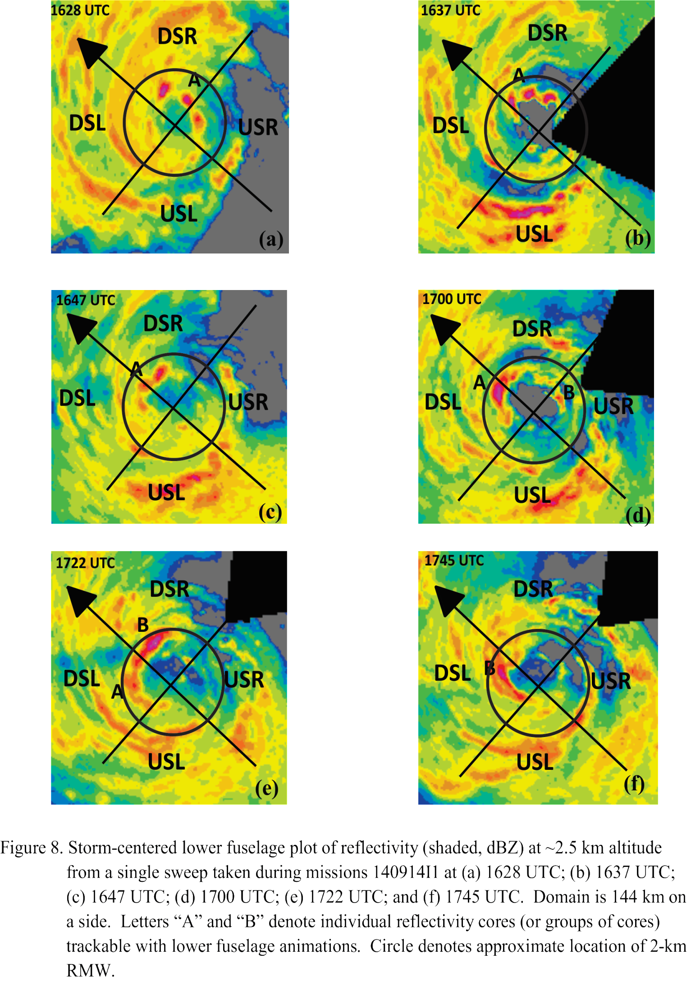 1628 UTC
DSR
A
DSL
USR
USL
(a)
1637 UTC
DSR
A
DSL
USL
(b)
1647 UTC
DSR
A
DSL
USR
USL
(c)
1700 UTC
DSR
A
B
DSL
USR
USL
(d)
1722 UTC
DSR
B
DSL
USR
A
USL
(e)
1745 UTC
DSR
B
DSL
USR
USL
(f)
Figure 8. Storm-centered lower fuselage plot of reflectivity (shaded, dBZ) at ~2.5 km altitude
from a single sweep taken during missions 140914I1 at (a) 1628 UTC; (b) 1637 UTC;
(c) 1647 UTC; (d) 1700 UTC; (e) 1722 UTC; and (f) 1745 UTC. Domain is 144 km on
a side. Letters “A” and “B” denote individual reflectivity cores (or groups of cores)
trackable with lower fuselage animations. Circle denotes approximate location of 2-km
RMW.